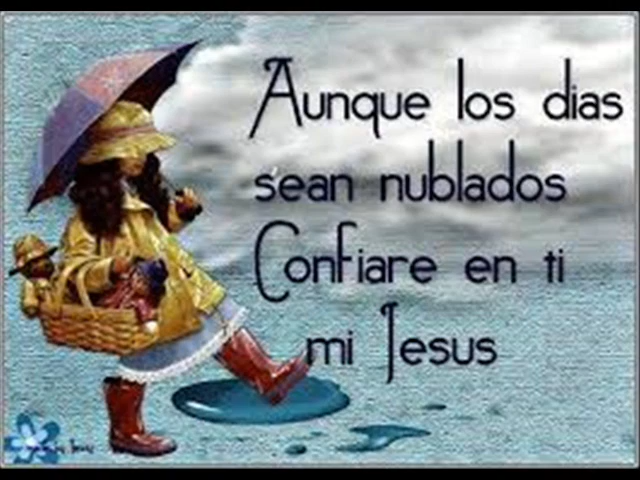 Aunque los dias
sean nublados
Confiare en ti
mi Jesus